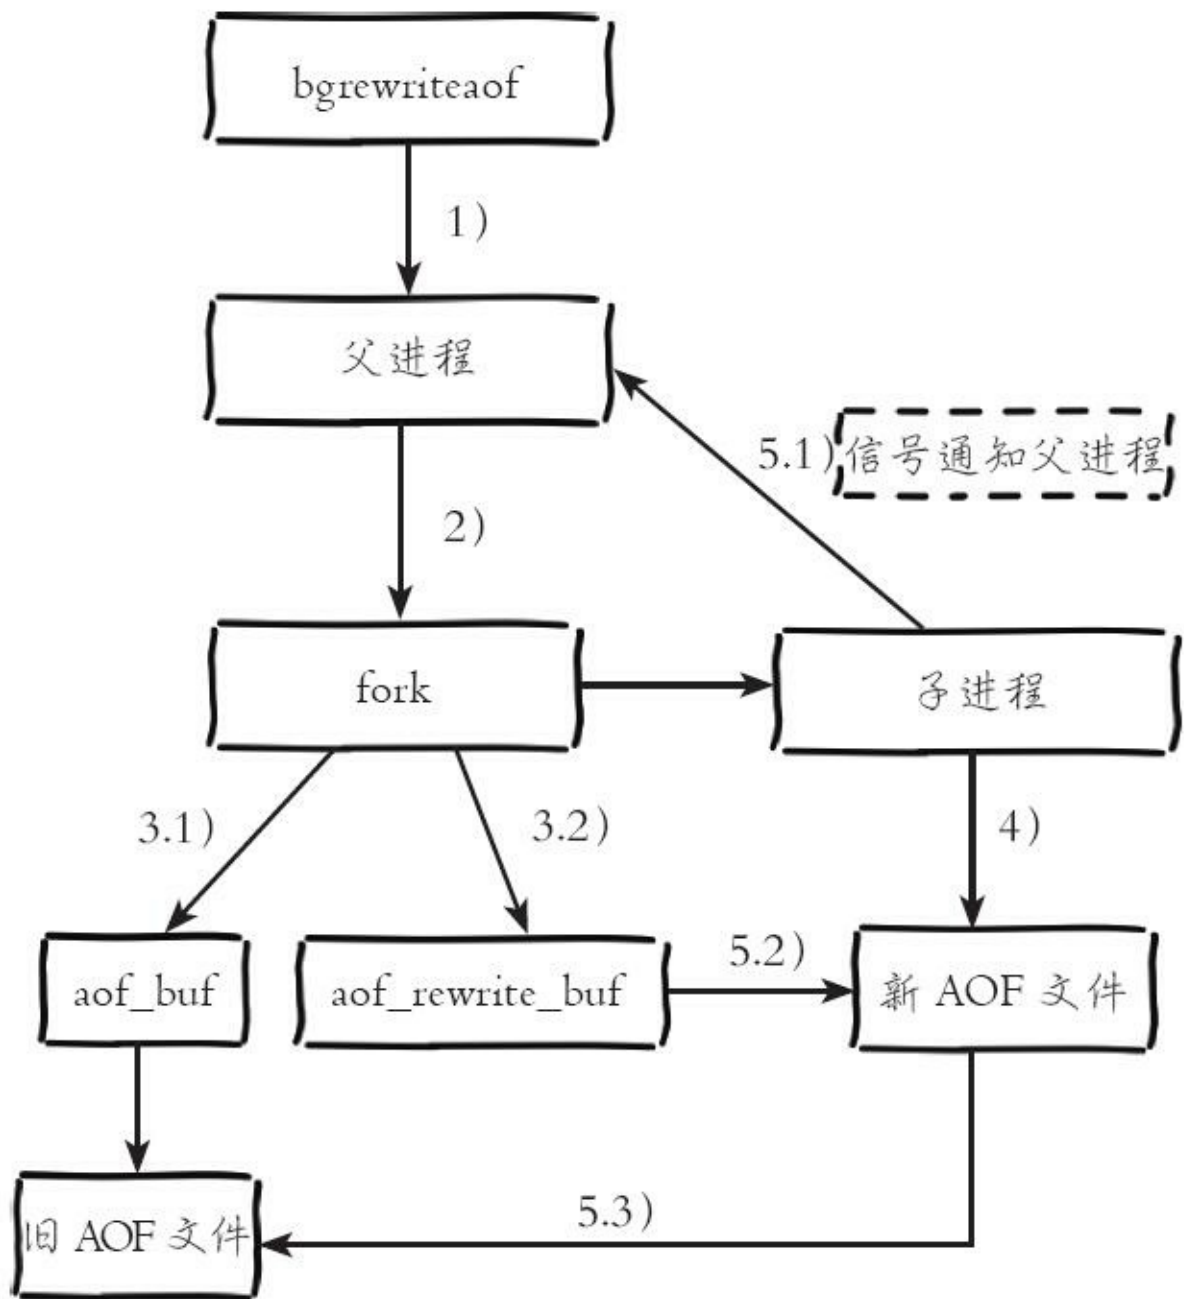 bgrewriteaof
1)
父进程
5.1) 信号通知父进程
2)
fork
子进程
3.1)
3.2)
4)
aof_buf
aof_rewrite_buf
5.2)
新 AOF 文件
旧 AOF 文件
5.3)